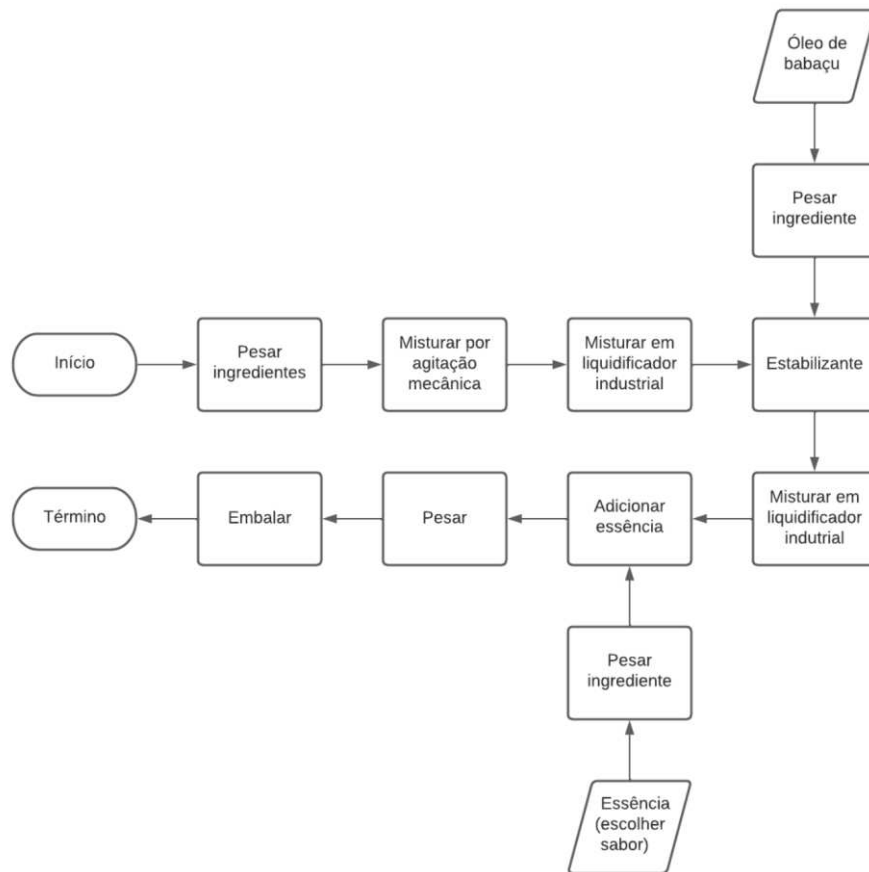 Óleo de
babaçu
Pesar
ingrediente
Início
Pesar
ingredientes
Misturar por
agitação
mecânica
Misturar em
liquidificador
industrial
Estabilizante
Misturar em
liquidificador
indutrial
Adicionar
essência
Pesar
Embalar
Término
Pesar
ingrediente
Essência
(escolher
sabor)